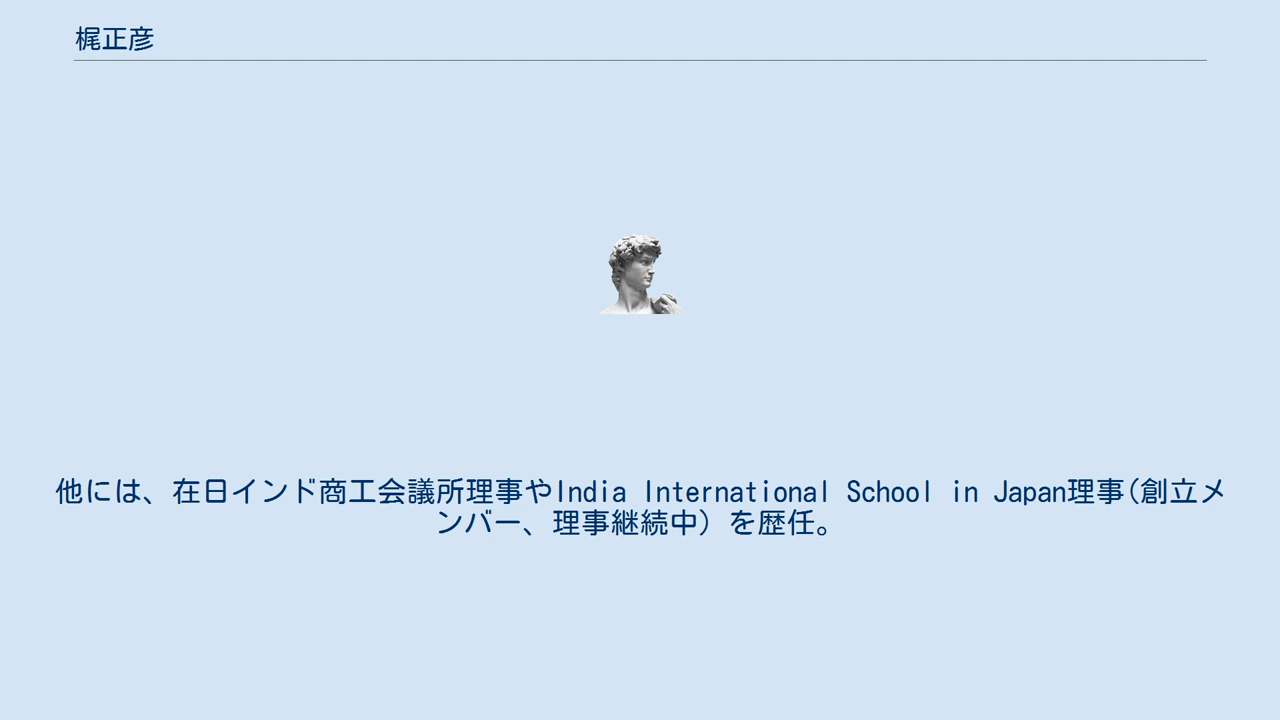 梶正彦
他には、在日インド商工会議所理事やIndia International School in Japan理事(創立メ
ンバー、理事継続中) を歴任。